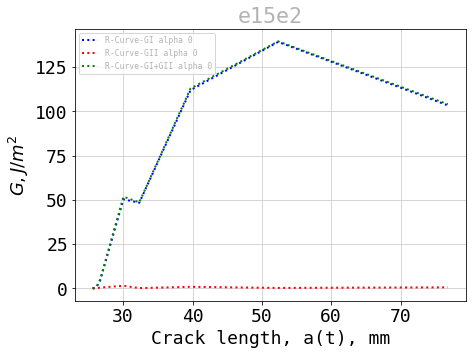 e15e2
R-Curve-GI alpha 0
R-Curve-GII alpha 0
R-Curve-GI+GII alpha 0
125
100
75
50
25
0
G, J/m²
30 40 50 60 70
Crack length, a(t), mm